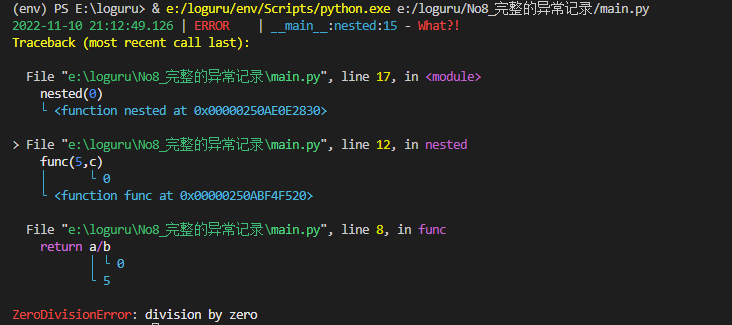 (env) PS E:\loguru> & e:/loguru/env/Scripts/python.exe e:/loguru/No8_完整的异常记录/main.py
2022-11-10 21:12:49.126 | ERROR    | __main__:nested:15 - What?!
Traceback (most recent call last):
File "e:\loguru\No8_完整的异常记录\main.py", line 17, in <module>
nested(0)
└ <function nested at 0x00000250AE0E2830>
> File "e:\loguru\No8_完整的异常记录\main.py", line 12, in nested
func(5,c)
│      └ 0
└ <function func at 0x00000250ABF4F520>
File "e:\loguru\No8_完整的异常记录\main.py", line 8, in func
return a/b
│ └ 0
└ 5
ZeroDivisionError: division by zero